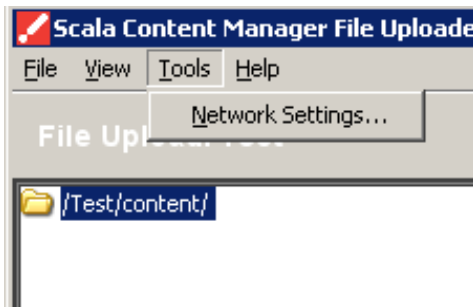 Scala Content Manager File Uploade
File View Tools Help
Network Settings...
File Upload: Test
/Test/content/